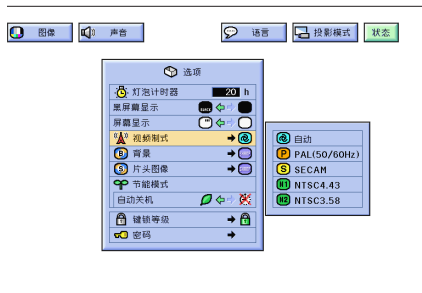 图像
声音
语言
投影模式
状态
选项
灯泡计时器 20 h
黑屏幕显示
屏幕显示
视频制式
背景
片头图像
节能模式
自动关机
键锁等级
密码
自动
P PAL(50/60Hz)
S SECAM
N1 NTSC4.43
N2 NTSC3.58